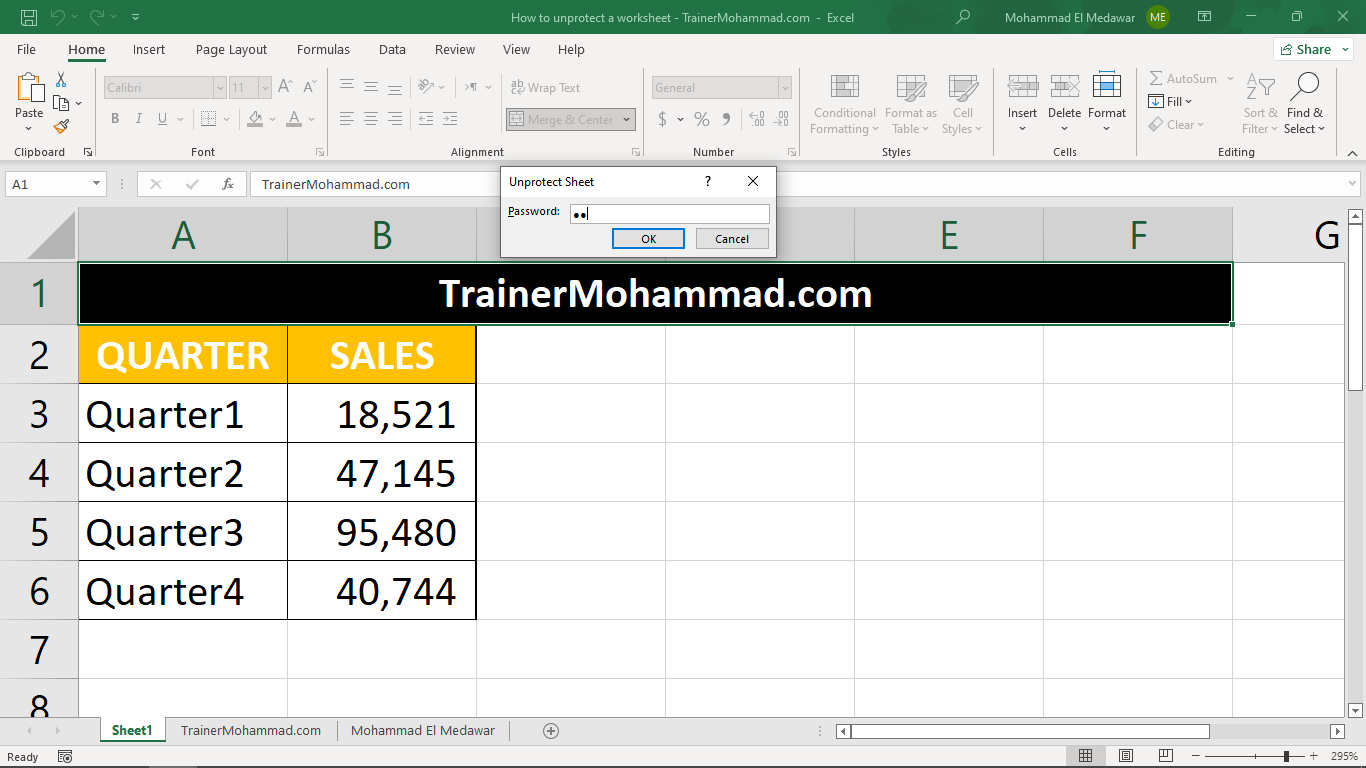 How to unprotect a worksheet - TrainerMohammad.com - Excel
Mohammad El Medawar ME
File Home Insert Page Layout Formulas Data Review View Help Share
Paste
Clipboard
Calibri 11
B I U A
Font
Wrap Text
Merge & Center
Alignment
General
$ % 9
Number
Conditional Formatting
Format as Table
Cell Styles
Styles
Insert Delete Format
Cells
AutoSum
Fill
Clear
Sort & Filter
Find & Select
Editing
A1 fx TrainerMohammad.com
Unprotect Sheet ?
Password: ●●
OK Cancel
A B E F G
1 TrainerMohammad.com
2 QUARTER SALES
3 Quarter1 18,521
4 Quarter2 47,145
5 Quarter3 95,480
6 Quarter4 40,744
7
8
Sheet1 TrainerMohammad.com Mohammad El Medawar
Ready 295%